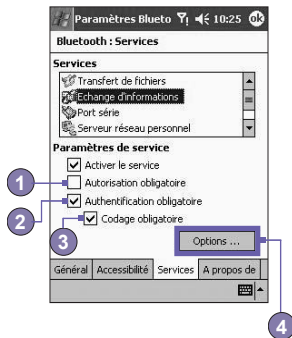 Paramètres Blueto 10:25 ok
Bluetooth : Services
Services
Transfert de fichiers
Echange d'informations
Port série
Serveur réseau personnel
Paramètres de service
Activer le service
1 Autorisation obligatoire
2 Authentification obligatoire
3 Codage obligatoire
Options ...
Général Accessibilité Services A propos de
4